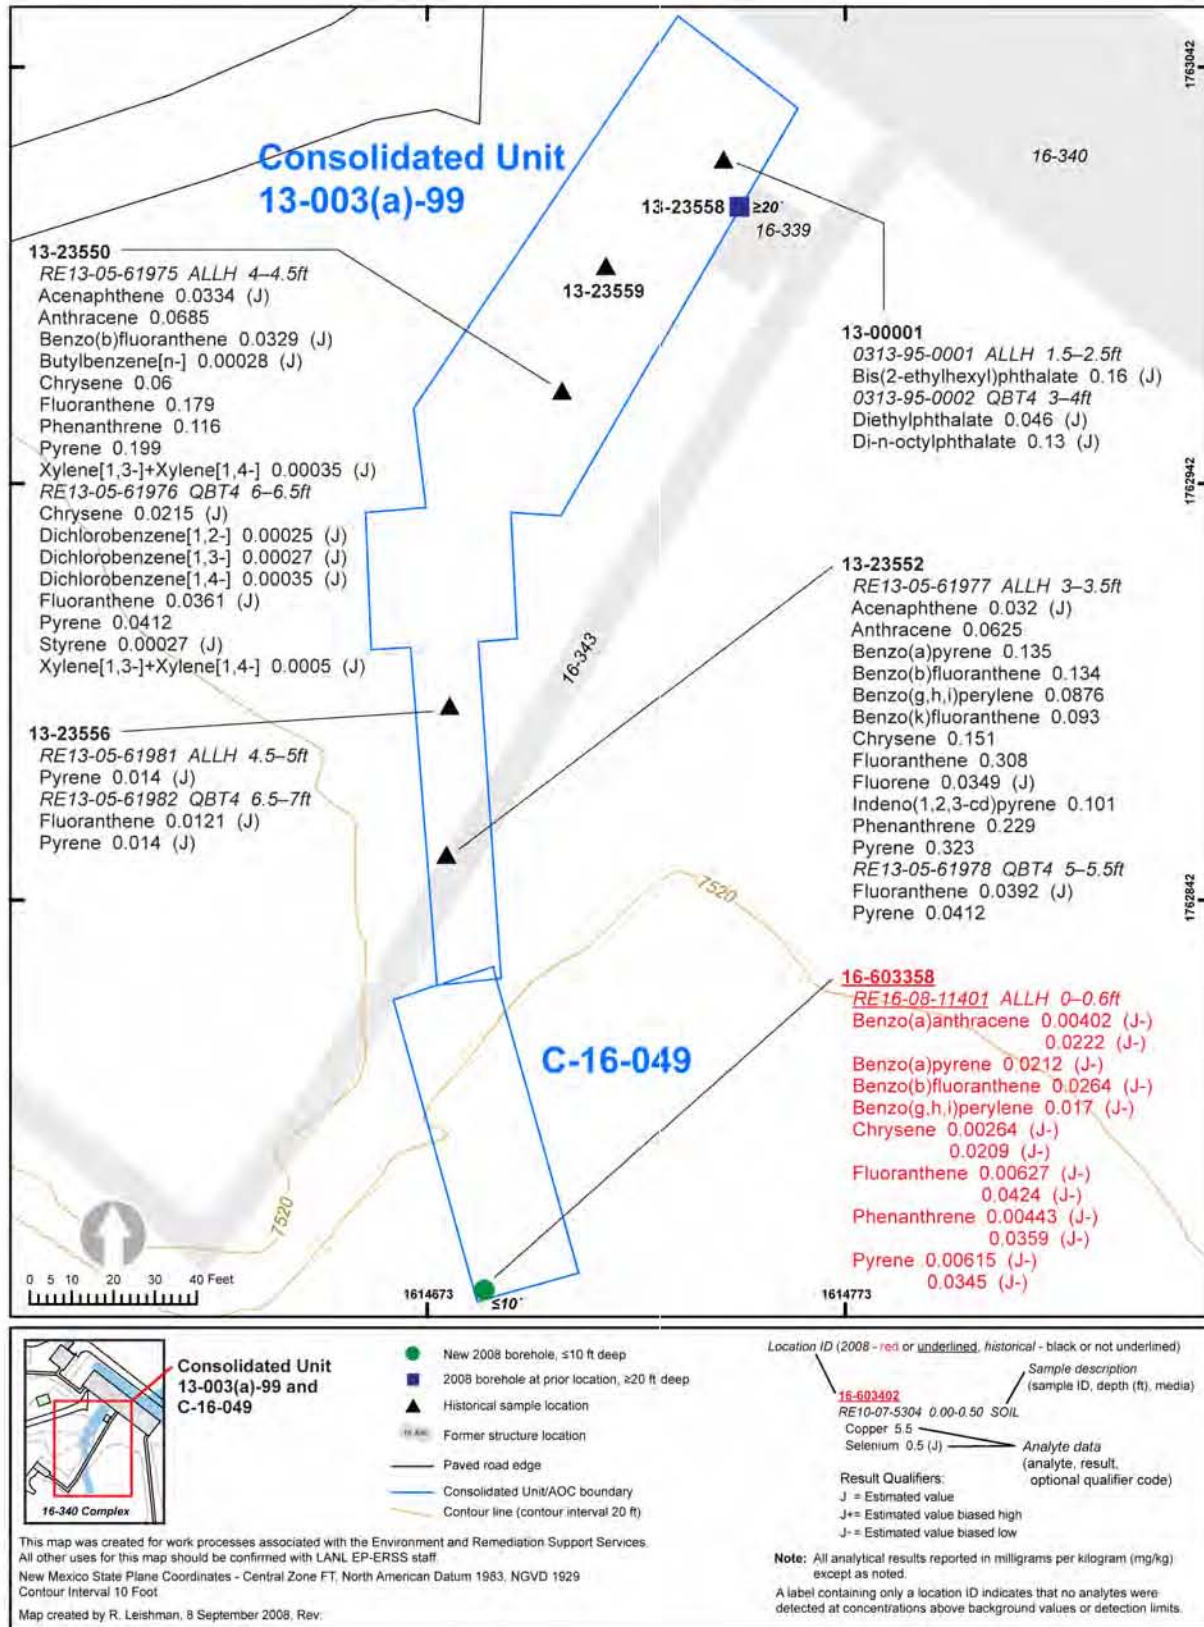 1763042
Consolidated Unit
13-003(a)-99
16-340
13-23558
≥20'
16-339
13-23559
13-23550
RE13-05-61975 ALLH 4–4.5ft
Acenaphthene 0.0334 (J)
Anthracene 0.0685
Benzo(b)fluoranthene 0.0329 (J)
Butylbenzene[n-] 0.00028 (J)
Chrysene 0.06
Fluoranthene 0.179
Phenanthrene 0.116
Pyrene 0.199
Xylene[1,3-]+Xylene[1,4-] 0.00035 (J)
RE13-05-61976 QBT4 6–6.5ft
Chrysene 0.0215 (J)
Dichlorobenzene[1,2-] 0.00025 (J)
Dichlorobenzene[1,3-] 0.00027 (J)
Dichlorobenzene[1,4-] 0.00035 (J)
Fluoranthene 0.0361 (J)
Pyrene 0.0412
Styrene 0.00027 (J)
Xylene[1,3-]+Xylene[1,4-] 0.0005 (J)
13-00001
0313-95-0001 ALLH 1.5–2.5ft
Bis(2-ethylhexyl)phthalate 0.16 (J)
0313-95-0002 QBT4 3–4ft
Diethylphthalate 0.046 (J)
Di-n-octylphthalate 0.13 (J)
1762942
13-23552
RE13-05-61977 ALLH 3–3.5ft
Acenaphthene 0.032 (J)
Anthracene 0.0625
Benzo(a)pyrene 0.135
Benzo(b)fluoranthene 0.134
Benzo(g,h,i)perylene 0.0876
Benzo(k)fluoranthene 0.093
Chrysene 0.151
Fluoranthene 0.308
Fluorene 0.0349 (J)
Indeno(1,2,3-cd)pyrene 0.101
Phenanthrene 0.229
Pyrene 0.323
RE13-05-61978 QBT4 5–5.5ft
Fluoranthene 0.0392 (J)
Pyrene 0.0412
16-343
13-23556
RE13-05-61981 ALLH 4.5–5ft
Pyrene 0.014 (J)
RE13-05-61982 QBT4 6.5–7ft
Fluoranthene 0.0121 (J)
Pyrene 0.014 (J)
7520
1762842
16-603358
RE16-08-11401 ALLH 0–0.6ft
Benzo(a)anthracene 0.00402 (J-)
0.0222 (J-)
Benzo(a)pyrene 0.0212 (J-)
Benzo(b)fluoranthene 0.0264 (J-)
Benzo(g,h,i)perylene 0.017 (J-)
Chrysene 0.00264 (J-)
0.0209 (J-)
Fluoranthene 0.00627 (J-)
0.0424 (J-)
Phenanthrene 0.00443 (J-)
0.0359 (J-)
Pyrene 0.00615 (J-)
0.0345 (J-)
C-16-049
7520
0 5 10 20 30 40 Feet
1614673
≤10'
1614773
Consolidated Unit
13-003(a)-99 and
C-16-049
16-340 Complex
New 2008 borehole, ≤10 ft deep
2008 borehole at prior location, ≥20 ft deep
Historical sample location
Former structure location
Paved road edge
Consolidated Unit/AOC boundary
Contour line (contour interval 20 ft)
Location ID (2008 - red or underlined, historical - black or not underlined)
Sample description
(sample ID, depth (ft), media)
16-603402
RE10-07-5304 0.00-0.50 SOIL
Copper 5.5
Selenium 0.5 (J)
Analyte data
(analyte, result,
optional qualifier code)
Result Qualifiers:
J = Estimated value
J+= Estimated value biased high
J- = Estimated value biased low
This map was created for work processes associated with the Environment and Remediation Support Services.
All other uses for this map should be confirmed with LANL EP-ERSS staff
New Mexico State Plane Coordinates - Central Zone FT, North American Datum 1983, NGVD 1929
Contour Interval 10 Foot
Map created by R. Leishman, 8 September 2008, Rev:
Note: All analytical results reported in milligrams per kilogram (mg/kg)
except as noted.
A label containing only a location ID indicates that no analytes were
detected at concentrations above background values or detection limits.